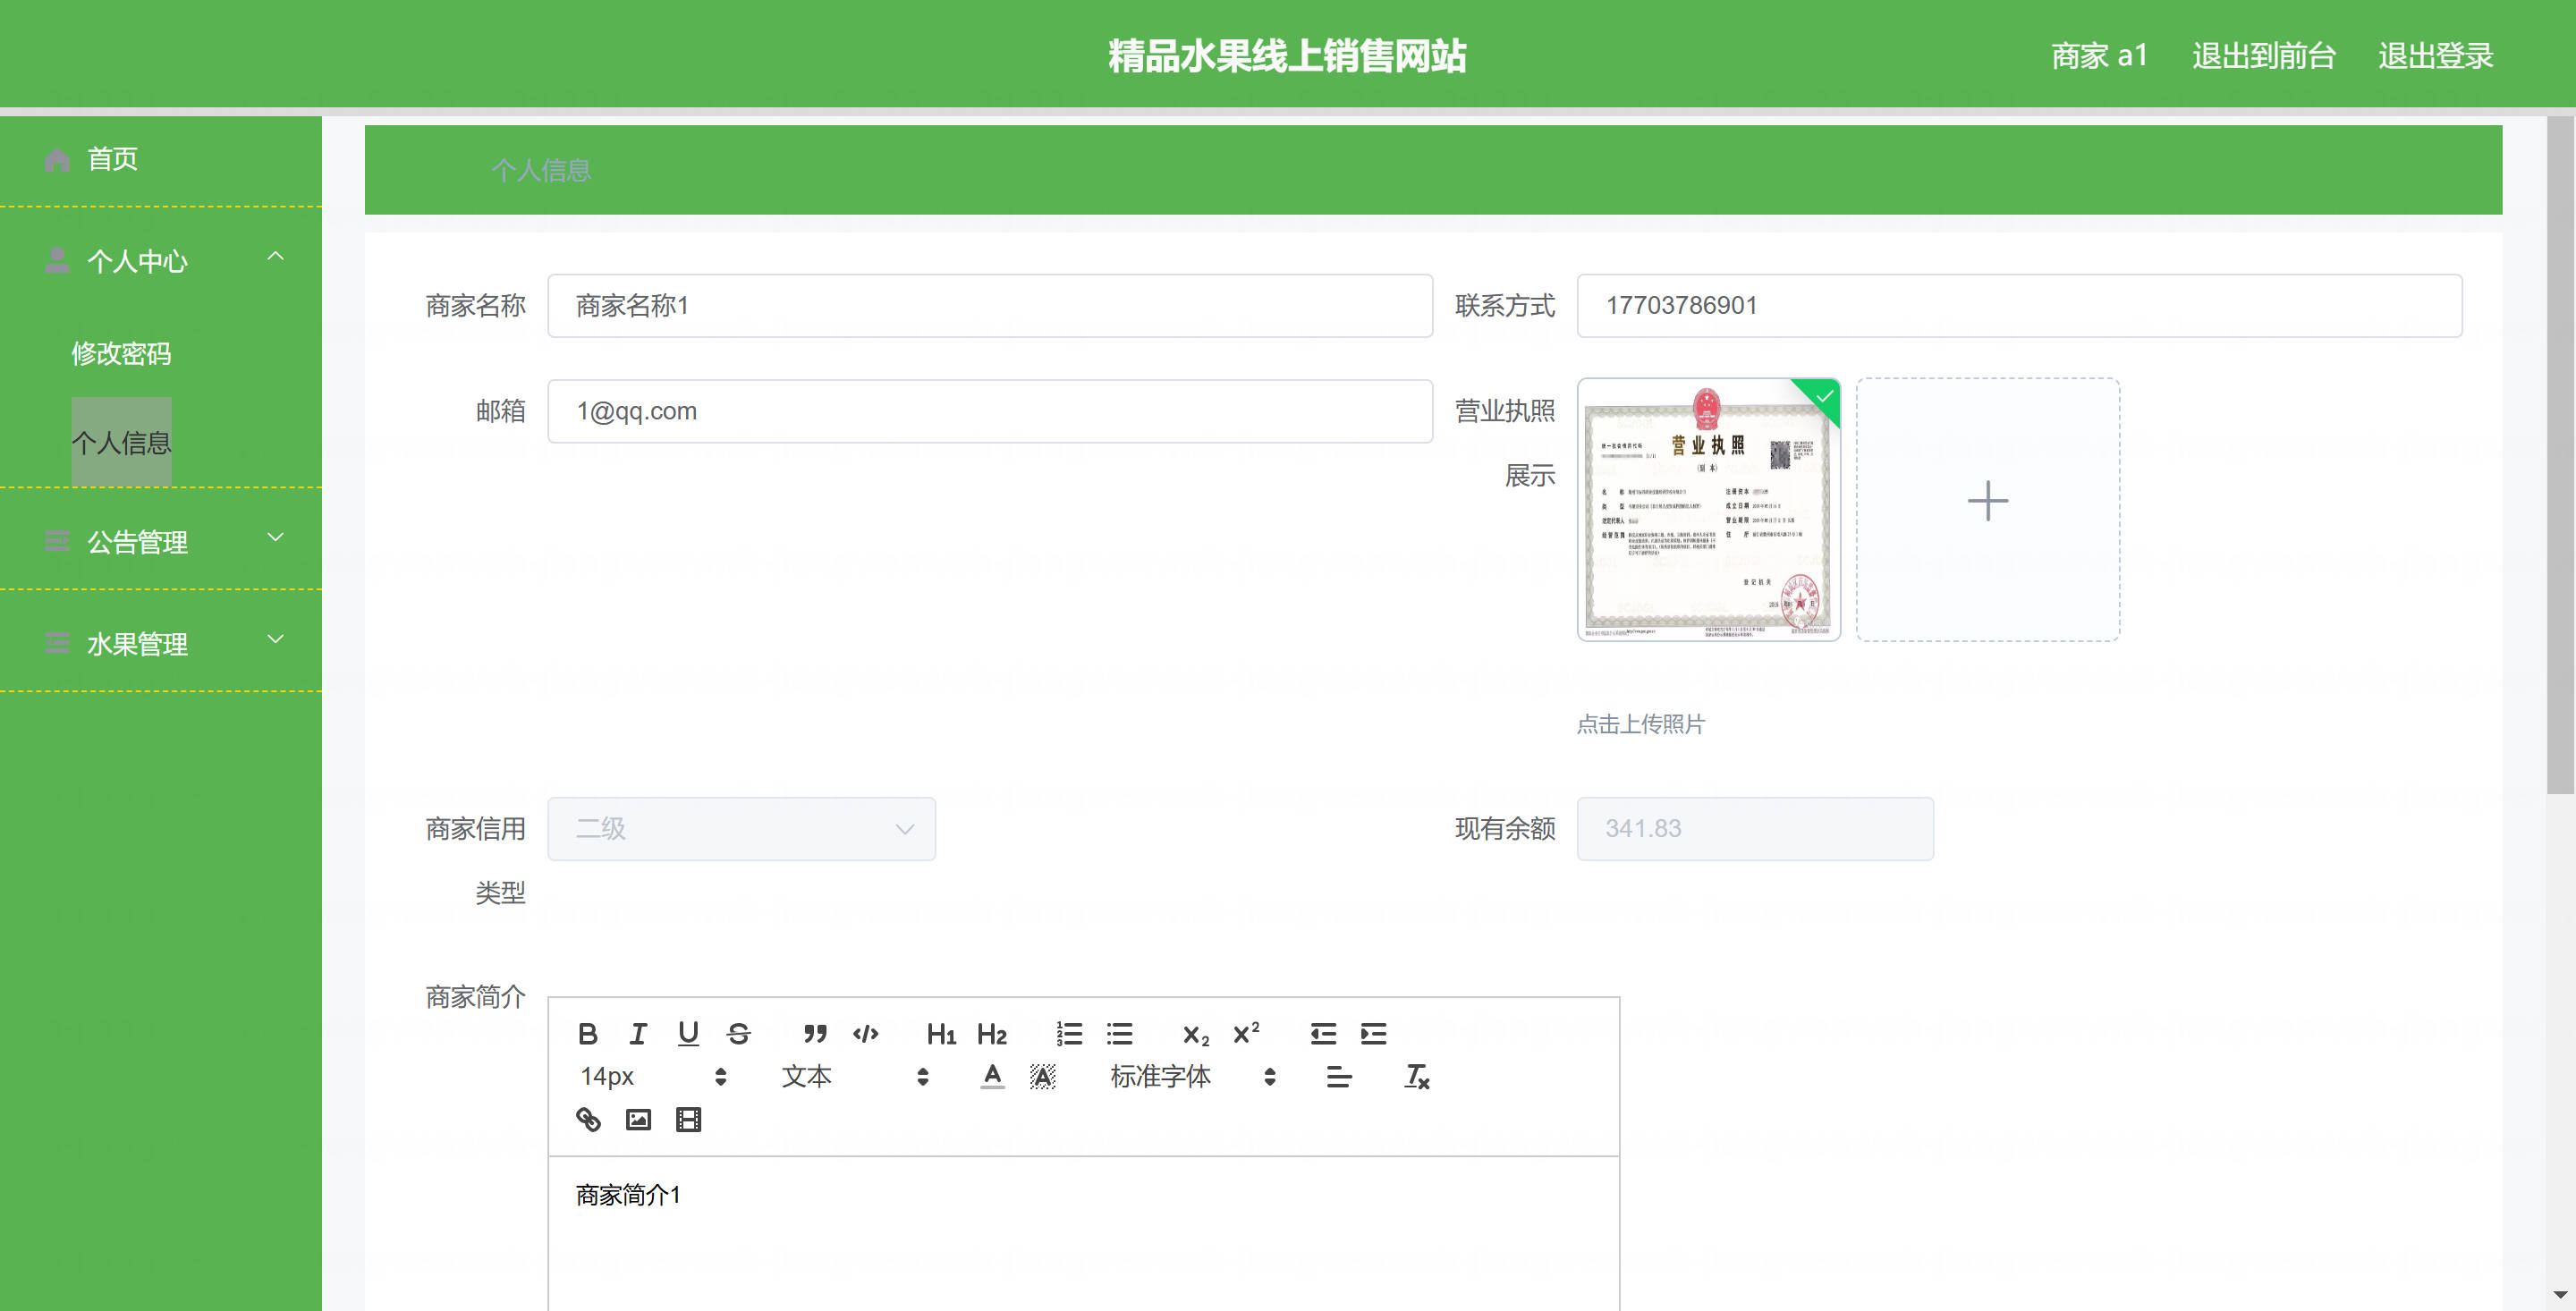 精品水果线上销售网站
商家 a1 退出到前台 退出登录
首页
个人中心
修改密码
个人信息
公告管理
水果管理
个人信息
商家名称 商家名称1 联系方式 17703786901
邮箱 1@qq.com 营业执照
展示
营业执照
(副 本)
点击上传照片
商家信用 二级 现有余额 341.83
类型
商家简介
B I U S H1 H2 X2 X2
14px 文本 A A 标准字体
商家简介1